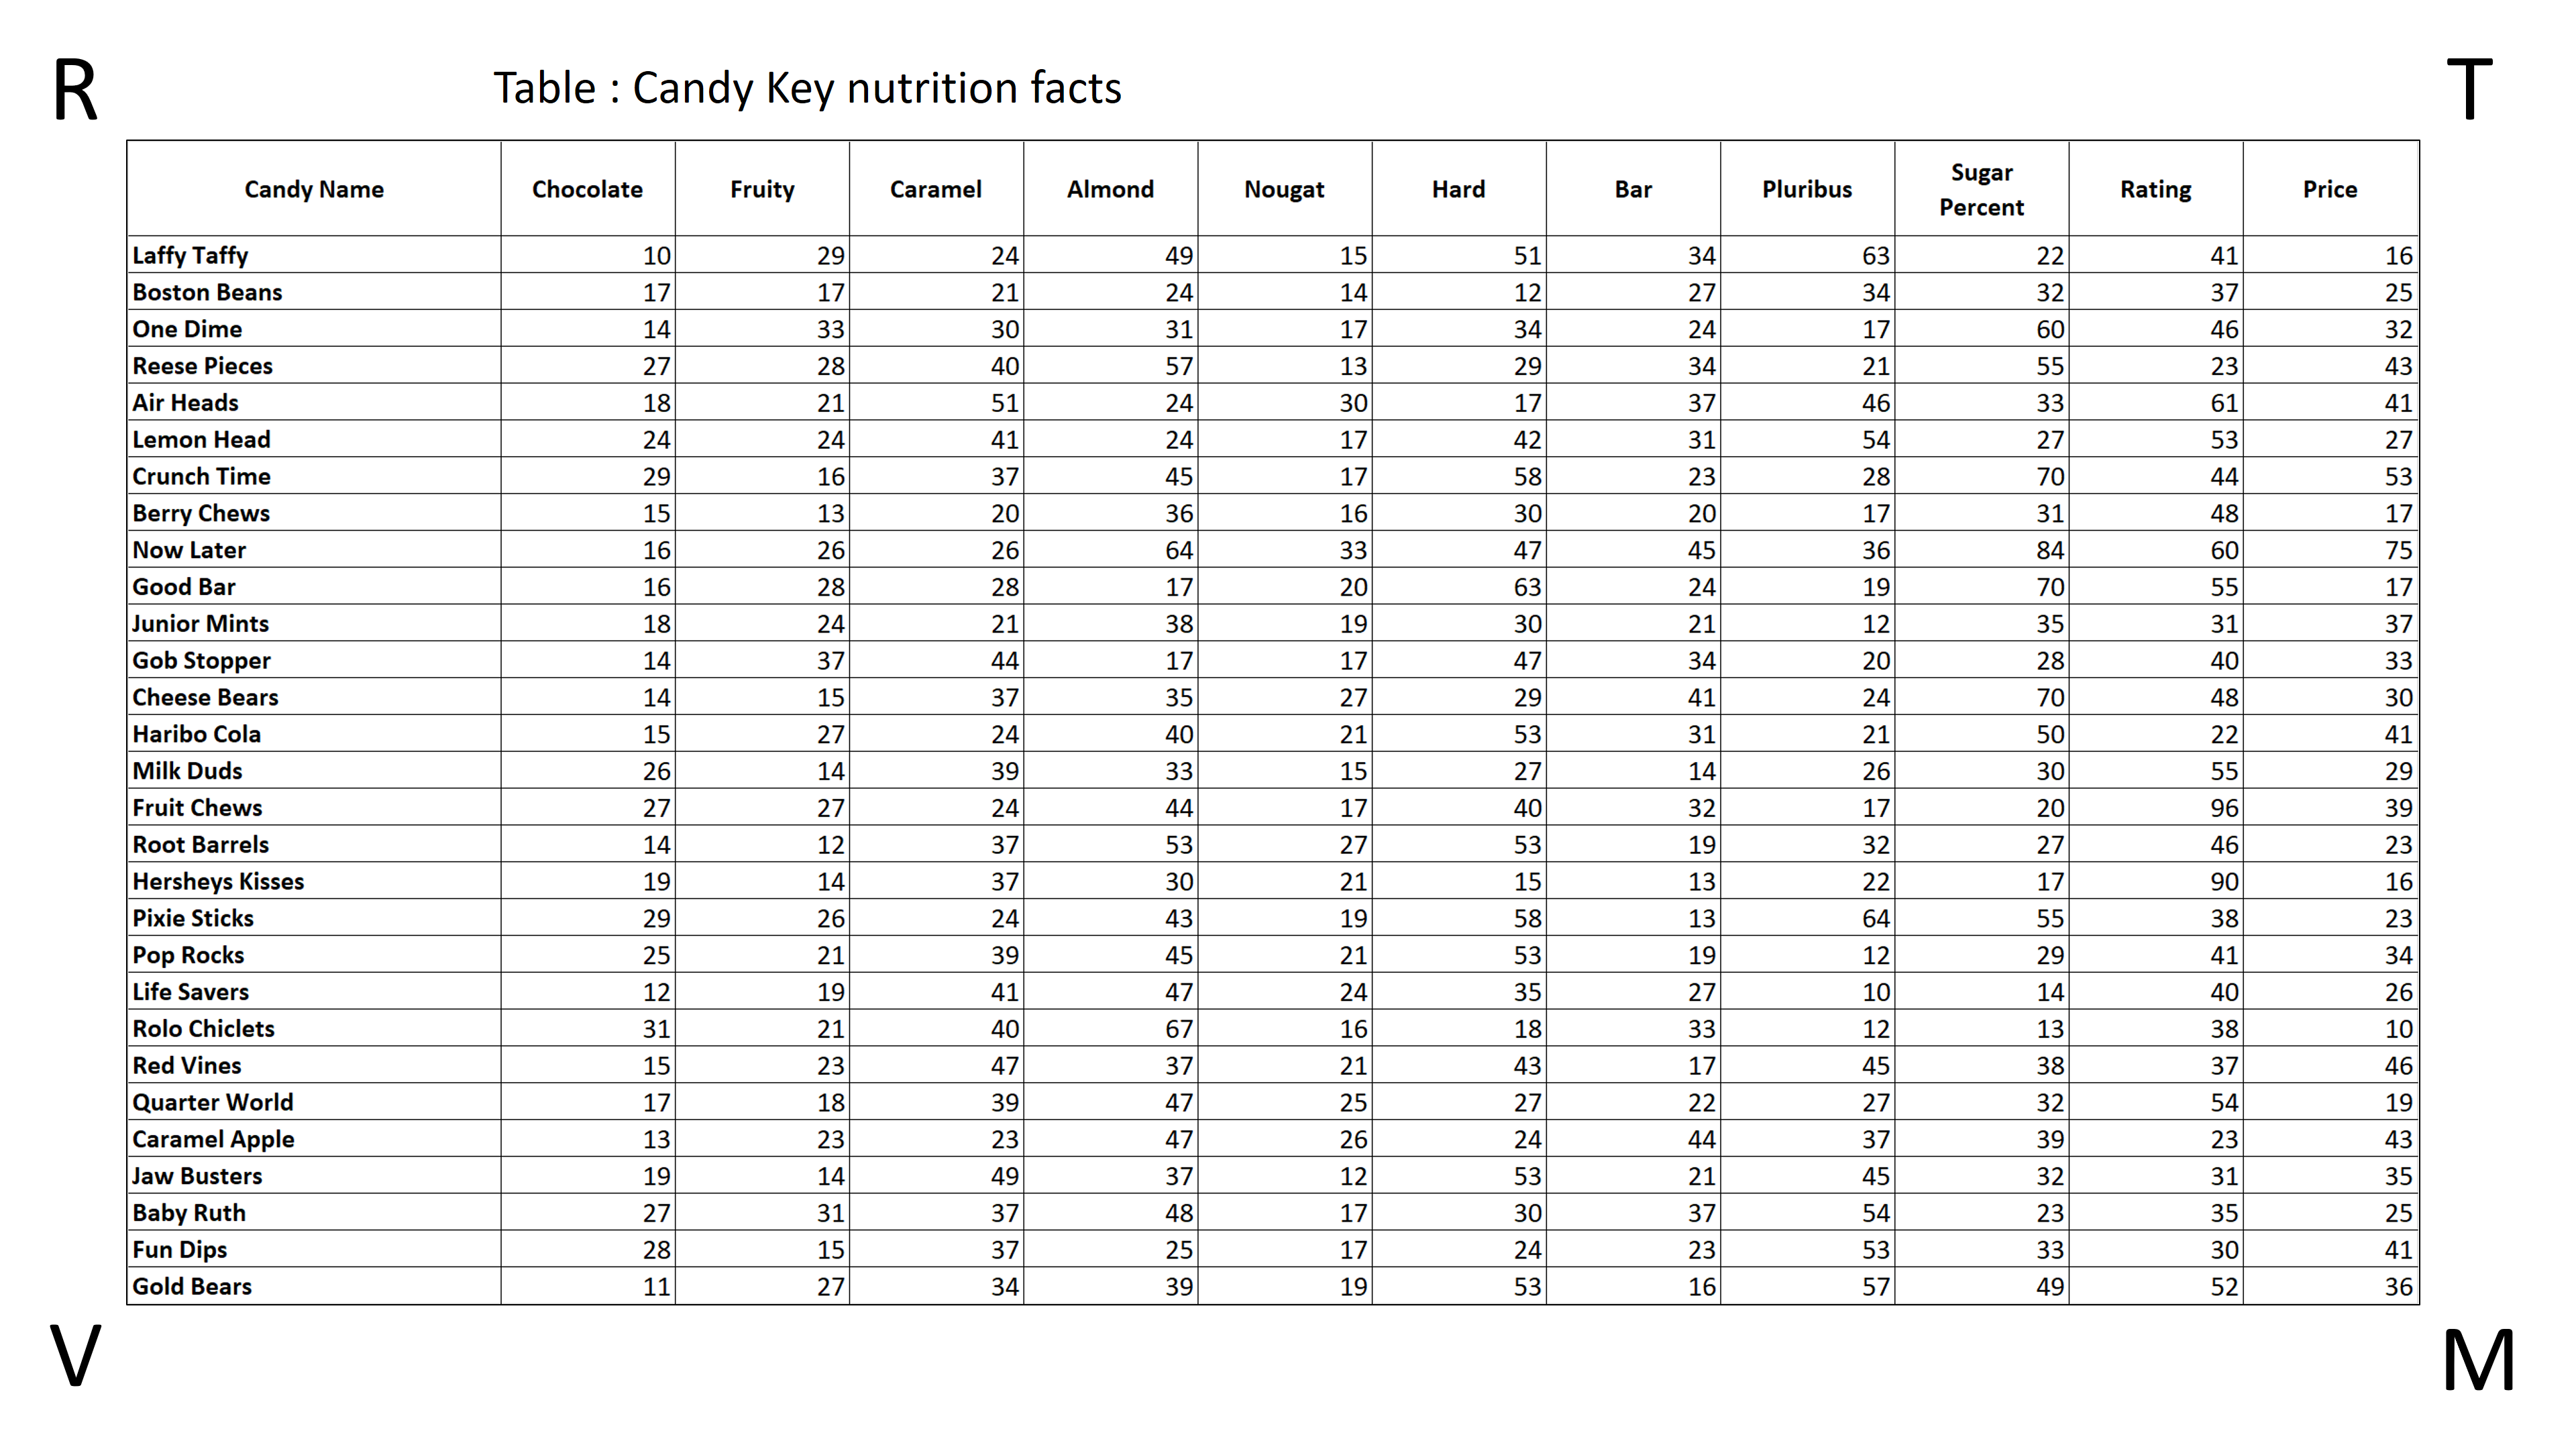 R
Table : Candy Key nutrition facts
T
Candy Name Chocolate Fruity Caramel Almond Nougat Hard Bar Pluribus Sugar Percent Rating Price
Laffy Taffy 10 29 24 49 15 51 34 63 22 41 16
Boston Beans 17 17 21 24 14 12 27 34 32 37 25
One Dime 14 33 30 31 17 34 24 17 60 46 32
Reese Pieces 27 28 40 57 13 29 34 21 55 23 43
Air Heads 18 21 51 24 30 17 37 46 33 61 41
Lemon Head 24 24 41 24 17 42 31 54 27 53 27
Crunch Time 29 16 37 45 17 58 23 28 70 44 53
Berry Chews 15 13 20 36 16 30 20 17 31 48 17
Now Later 16 26 26 64 33 47 45 36 84 60 75
Good Bar 16 28 28 17 20 63 24 19 70 55 17
Junior Mints 18 24 21 38 19 30 21 12 35 31 37
Gob Stopper 14 37 44 17 17 47 34 20 28 40 33
Cheese Bears 14 15 37 35 27 29 41 24 70 48 30
Haribo Cola 15 27 24 40 21 53 31 21 50 22 41
Milk Duds 26 14 39 33 15 27 14 26 30 55 29
Fruit Chews 27 27 24 44 17 40 32 17 20 96 39
Root Barrels 14 12 37 53 27 53 19 32 27 46 23
Hersheys Kisses 19 14 37 30 21 15 13 22 17 90 16
Pixie Sticks 29 26 24 43 19 58 13 64 55 38 23
Pop Rocks 25 21 39 45 21 53 19 12 29 41 34
Life Savers 12 19 41 47 24 35 27 10 14 40 26
Rolo Chiclets 31 21 40 67 16 18 33 12 13 38 10
Red Vines 15 23 47 37 21 43 17 45 38 37 46
Quarter World 17 18 39 47 25 27 22 27 32 54 19
Caramel Apple 13 23 23 47 26 24 44 37 39 23 43
Jaw Busters 19 14 49 37 12 53 21 45 32 31 35
Baby Ruth 27 31 37 48 17 30 37 54 23 35 25
Fun Dips 28 15 37 25 17 24 23 53 33 30 41
Gold Bears 11 27 34 39 19 53 16 57 49 52 36
V
M